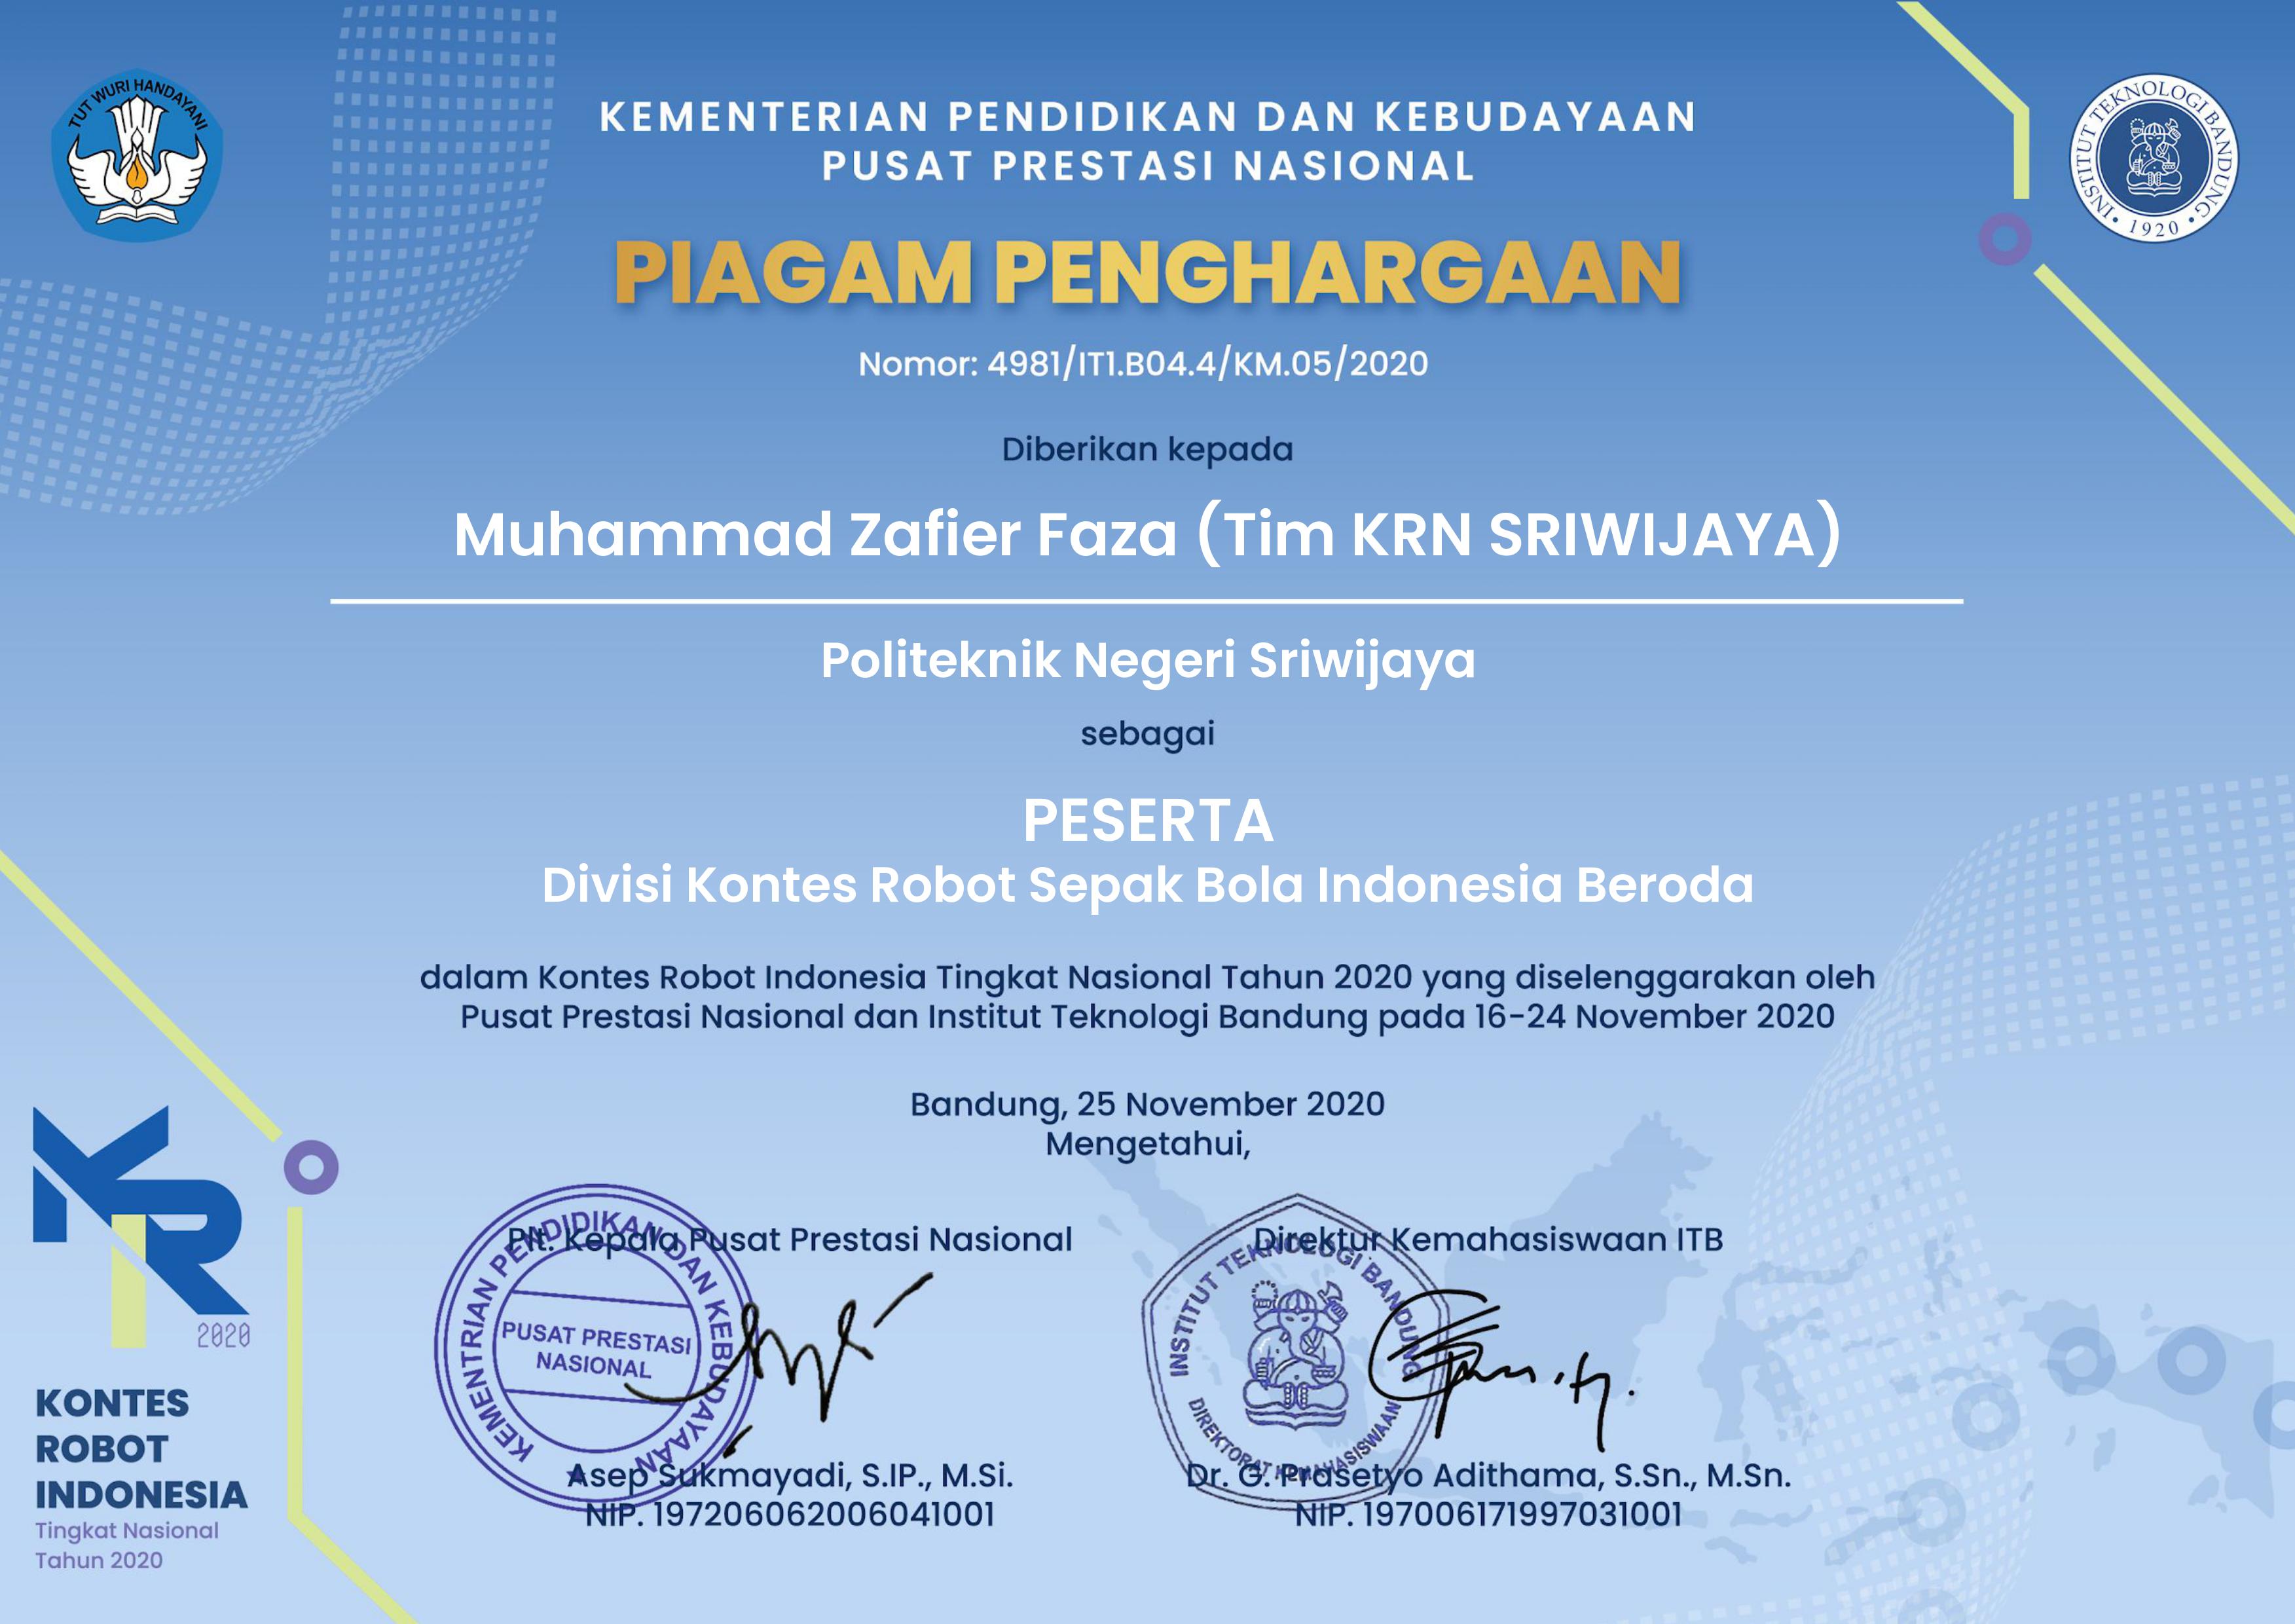 TUT WURI HANDAYANI
INSTITUT TEKNOLOGI BANDUNG
1920
KEMENTERIAN PENDIDIKAN DAN KEBUDAYAAN
PUSAT PRESTASI NASIONAL
PIAGAM PENGHARGAAN
Nomor: 4981/IT1.B04.4/KM.05/2020
Diberikan kepada
Muhammad Zafier Faza (Tim KRN SRIWIJAYA)
Politeknik Negeri Sriwijaya
sebagai
PESERTA
Divisi Kontes Robot Sepak Bola Indonesia Beroda
dalam Kontes Robot Indonesia Tingkat Nasional Tahun 2020 yang diselenggarakan oleh
Pusat Prestasi Nasional dan Institut Teknologi Bandung pada 16-24 November 2020
Bandung, 25 November 2020
Mengetahui,
Plt. Kepala Pusat Prestasi Nasional
KEMENTRIAN PENDIDIKAN DAN KEBUDAYAAN
PUSAT PRESTASI
NASIONAL
Asep Sukmayadi, S.IP., M.Si.
NIP. 197206062006041001
Direktur Kemahasiswaan ITB
INSTITUT TEKNOLOGI BANDUNG
DIREKTORAT KEMAHASISWAAN
Dr. G. Prasetyo Adithama, S.Sn., M.Sn.
NIP. 197006171997031001
KR
2020
KONTES
ROBOT
INDONESIA
Tingkat Nasional
Tahun 2020